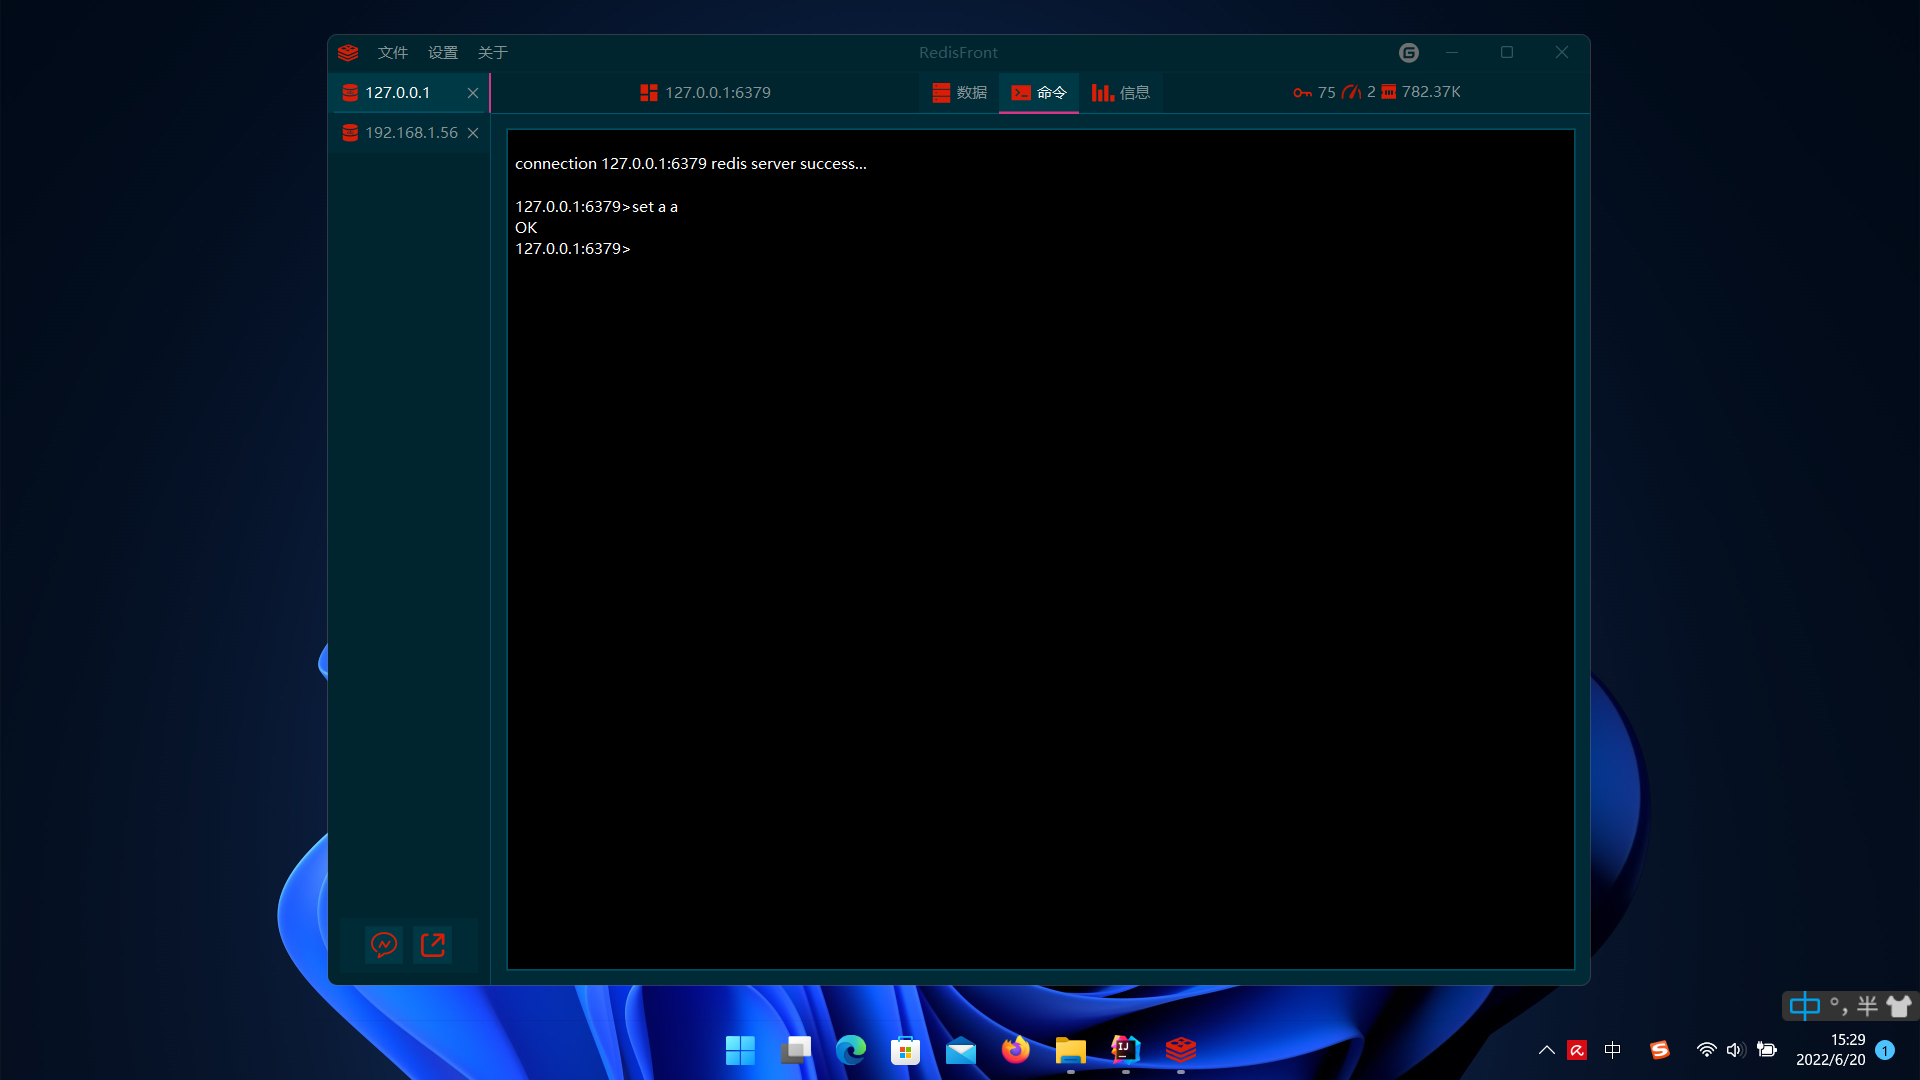 文件 设置 关于 RedisFront G
127.0.0.1 127.0.0.1:6379 数据 命令 信息 75 2 782.37K
192.168.1.56
connection 127.0.0.1:6379 redis server success...
127.0.0.1:6379>set a a
OK
127.0.0.1:6379>
中 °, 半
IJ 中 S 15:29
2022/6/20 1